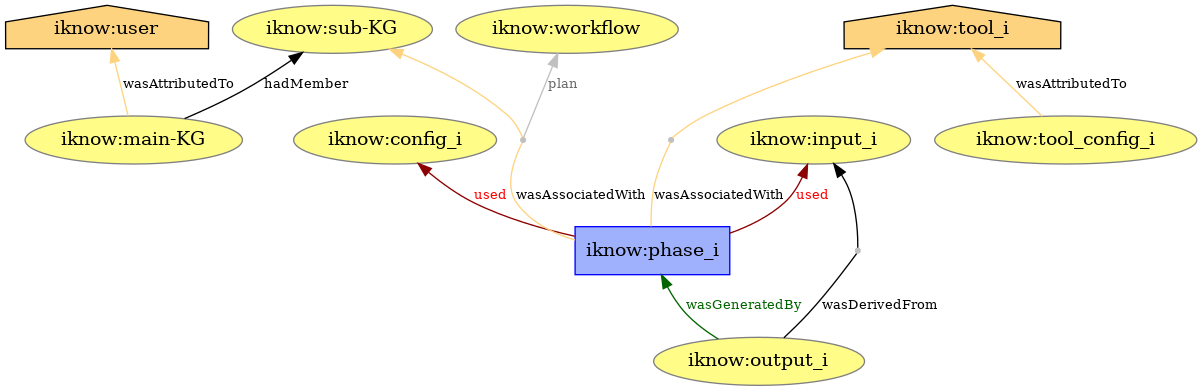 iknow:user
iknow:sub-KG
iknow:workflow
iknow:tool_i
wasAttributedTo
hadMember
plan
wasAttributedTo
iknow:main-KG
iknow:config_i
iknow:input_i
iknow:tool_config_i
used
wasAssociatedWith
wasAssociatedWith
used
iknow:phase_i
wasGeneratedBy
wasDerivedFrom
iknow:output_i